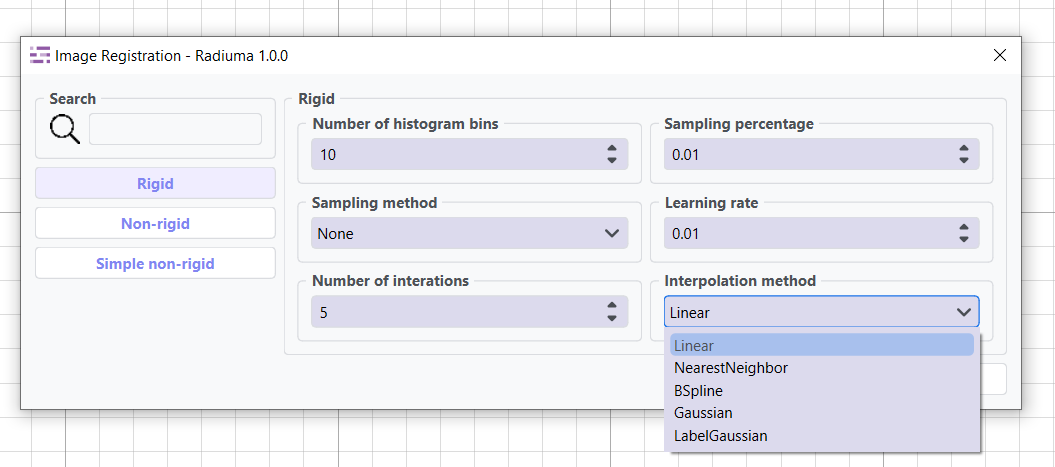 Image Registration - Radiuma 1.0.0
Search
Rigid
Non-rigid
Simple non-rigid
Rigid
Number of histogram bins
10
Sampling percentage
0.01
Sampling method
None
Learning rate
0.01
Number of interations
5
Interpolation method
Linear
Linear
NearestNeighbor
BSpline
Gaussian
LabelGaussian